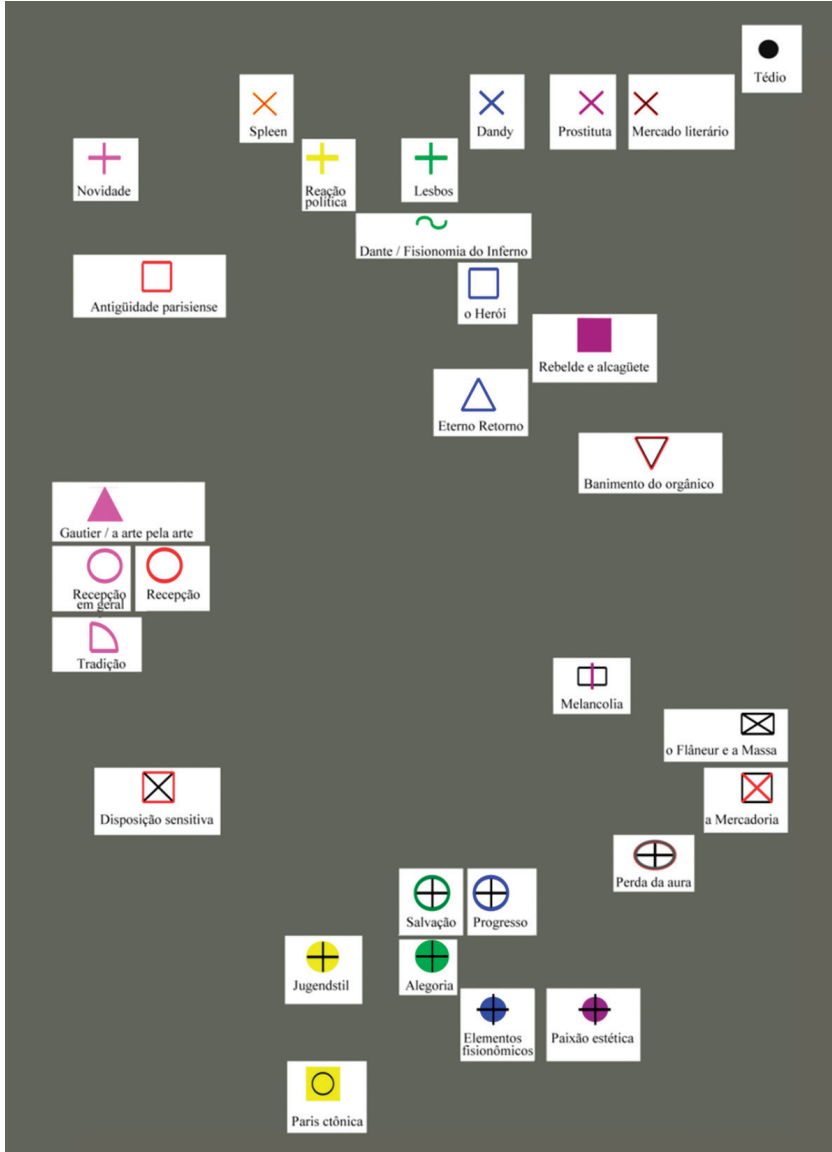 Tédio
Spleen
Dandy
Prostituta
Mercado literário
Novidade
Reação
política
Lesbos
Dante / Fisionomia do Inferno
Antigüidade parisiense
o Herói
Rebelde e alcagüete
Eterno Retorno
Banimento do orgânico
Gautier / a arte pela arte
Recepção
em geral
Recepção
Tradição
Melancolia
o Flâneur e a Massa
Disposição sensitiva
a Mercadoria
Perda da aura
Salvação
Progresso
Jugendstil
Alegoria
Elementos
fisionômicos
Paixão estética
Paris ctônica